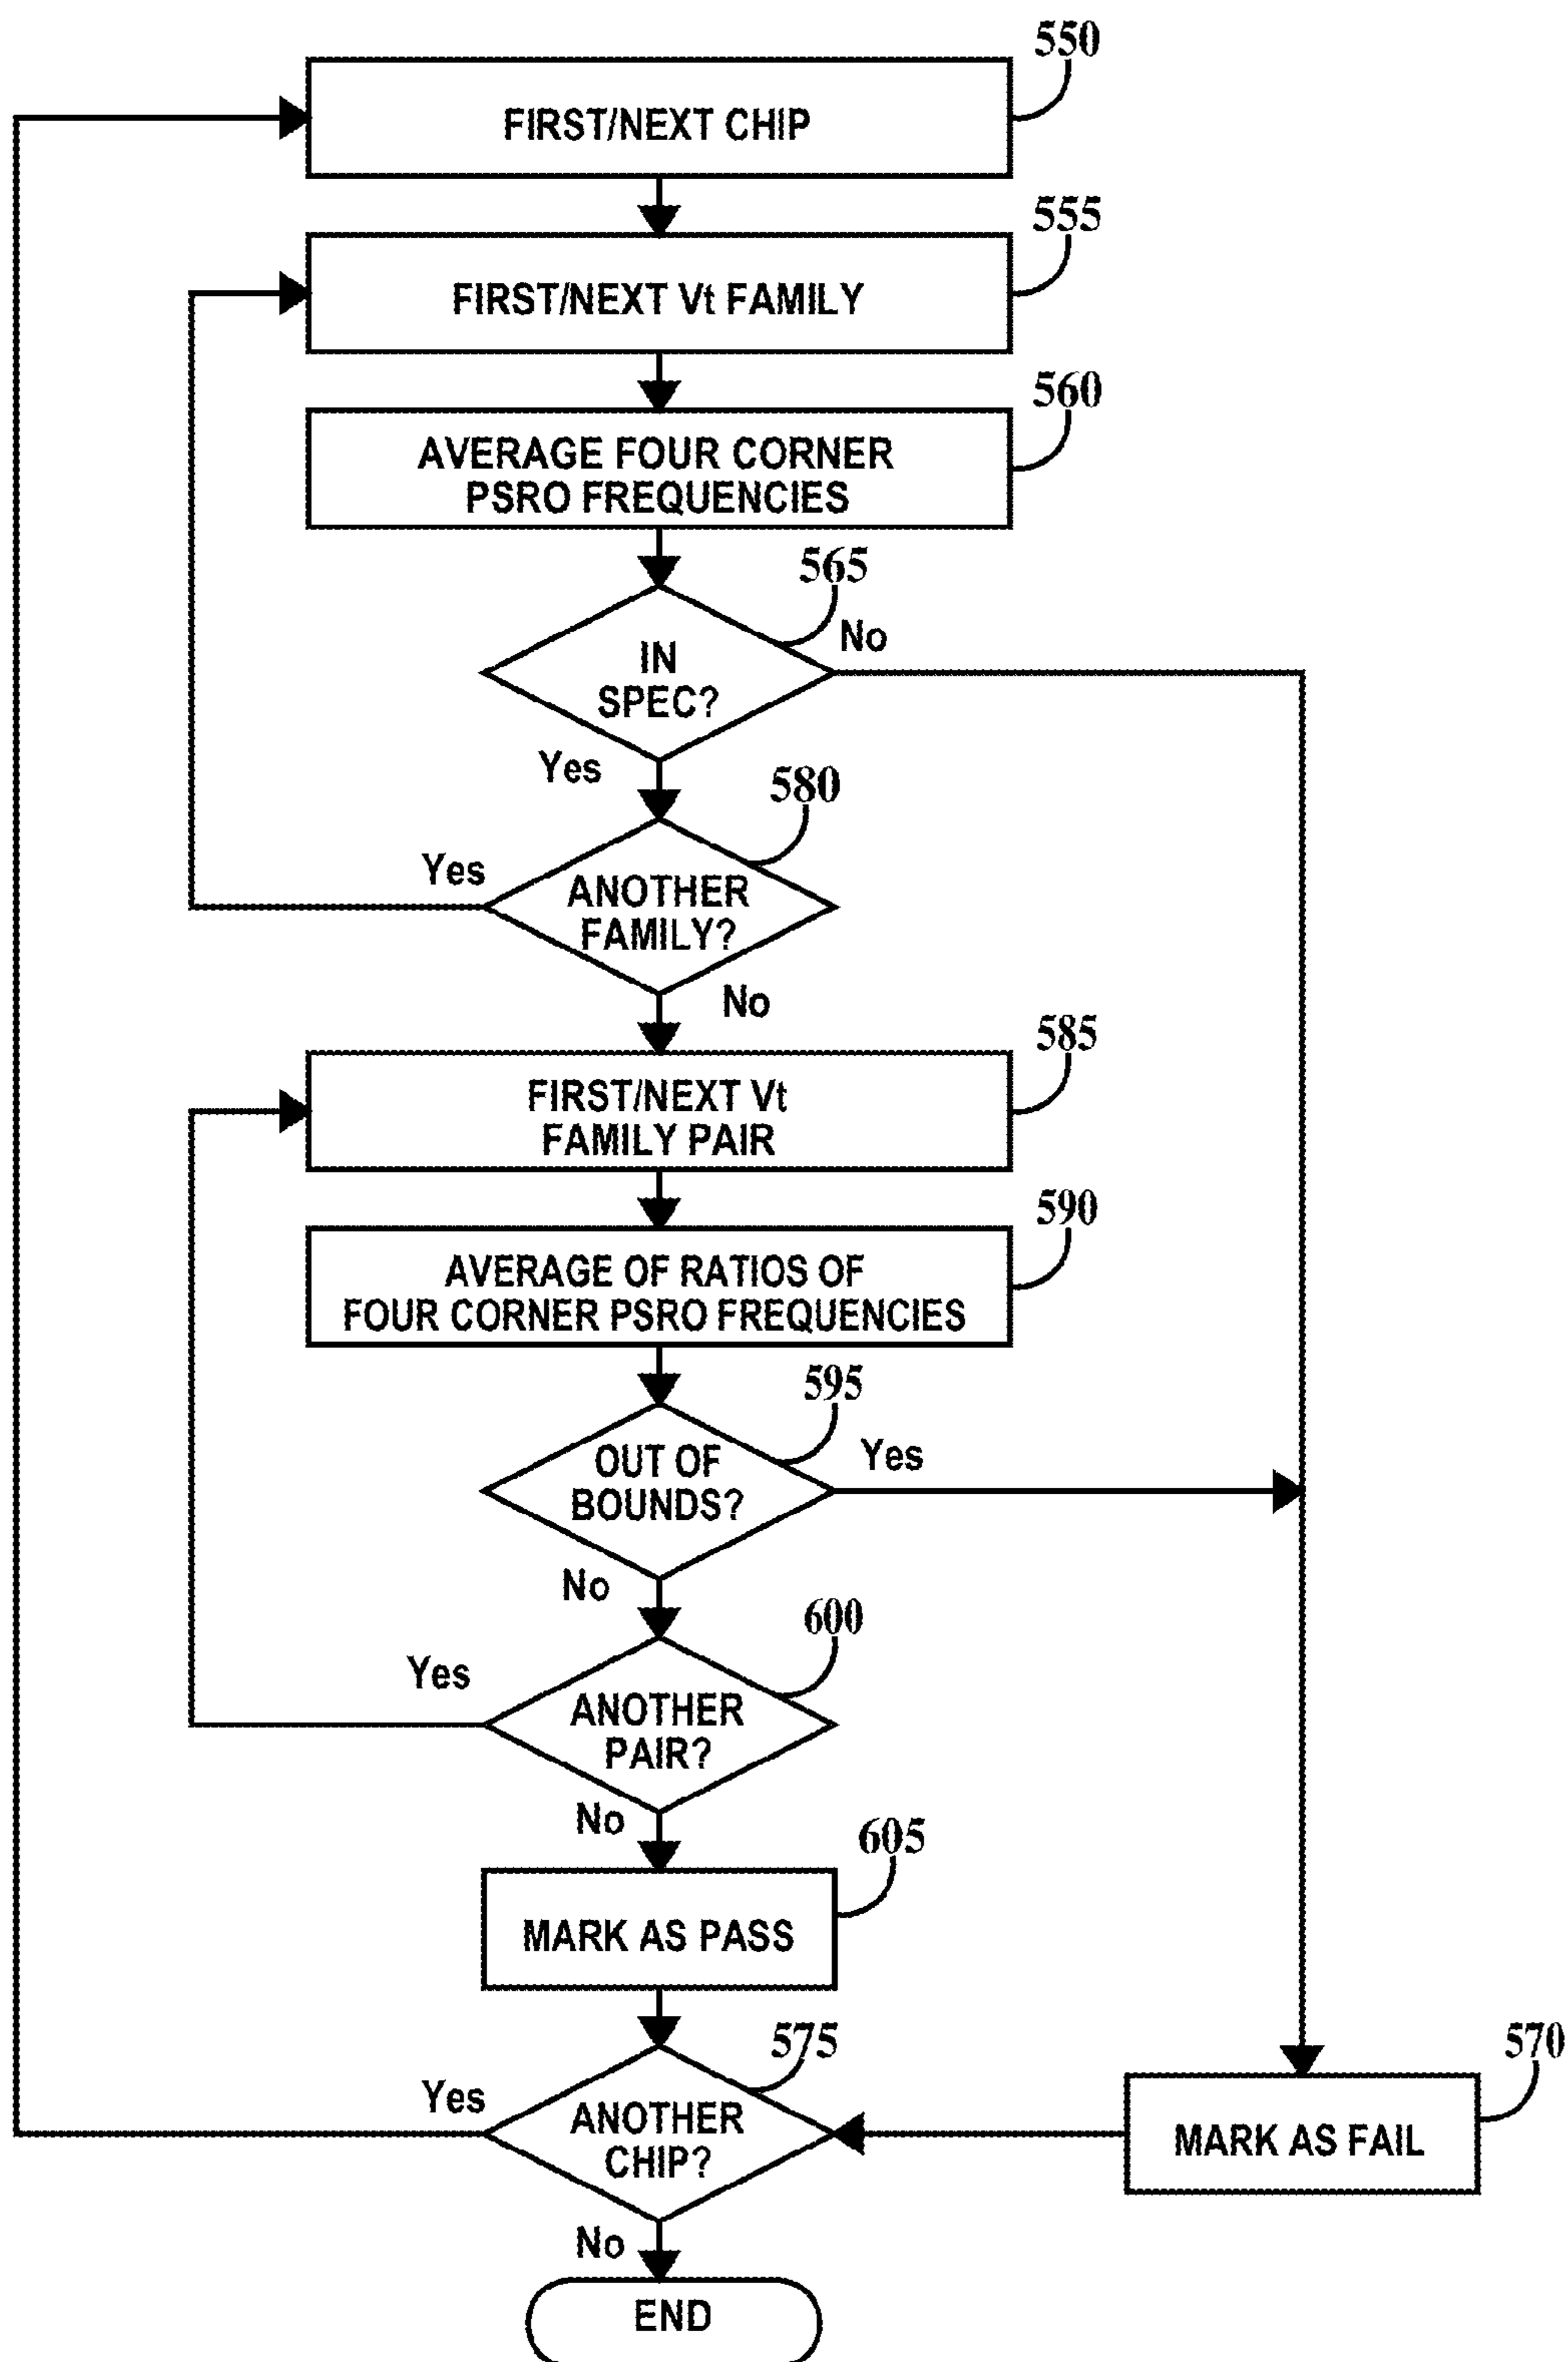 550
FIRST/NEXT CHIP
555
FIRST/NEXT Vt FAMILY
560
AVERAGE FOUR CORNER
PSRO FREQUENCIES
565
No
IN
SPEC?
Yes
580
Yes
ANOTHER
FAMILY?
No
585
FIRST/NEXT Vt
FAMILY PAIR
590
AVERAGE OF RATIOS OF
FOUR CORNER PSRO FREQUENCIES
595
Yes
OUT OF
BOUNDS?
No
600
Yes
ANOTHER
PAIR?
No
605
MARK AS PASS
575
570
Yes
ANOTHER
CHIP?
MARK AS FAIL
No
END